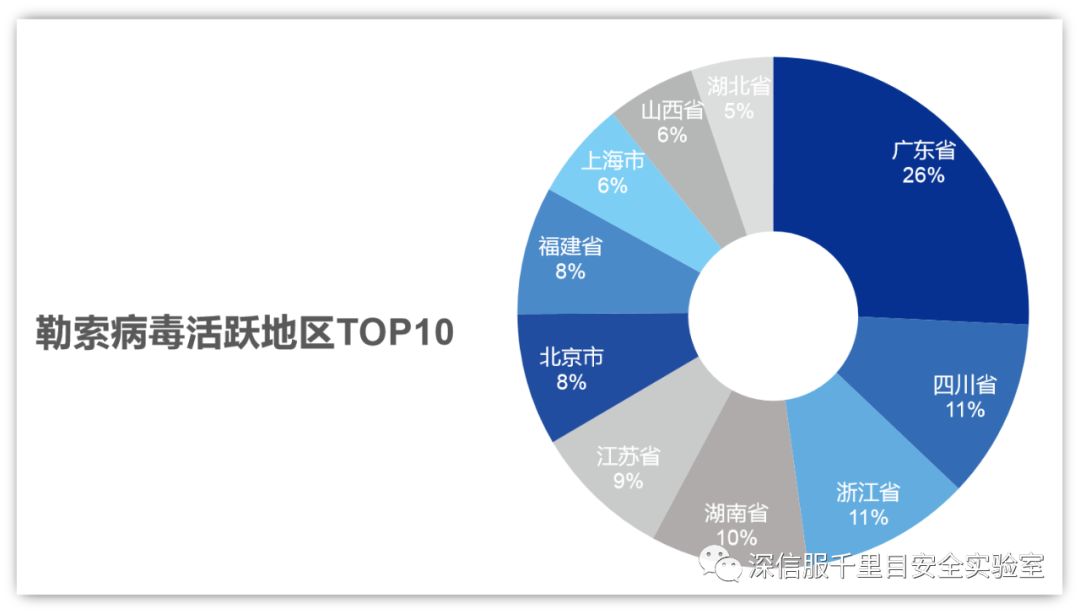 勒索病毒活跃地区TOP10
广东省
26%
四川省
11%
浙江省
11%
湖南省
10%
江苏省
9%
北京市
8%
福建省
8%
上海市
6%
山西省
6%
湖北省
5%
深信服千里目安全实验室